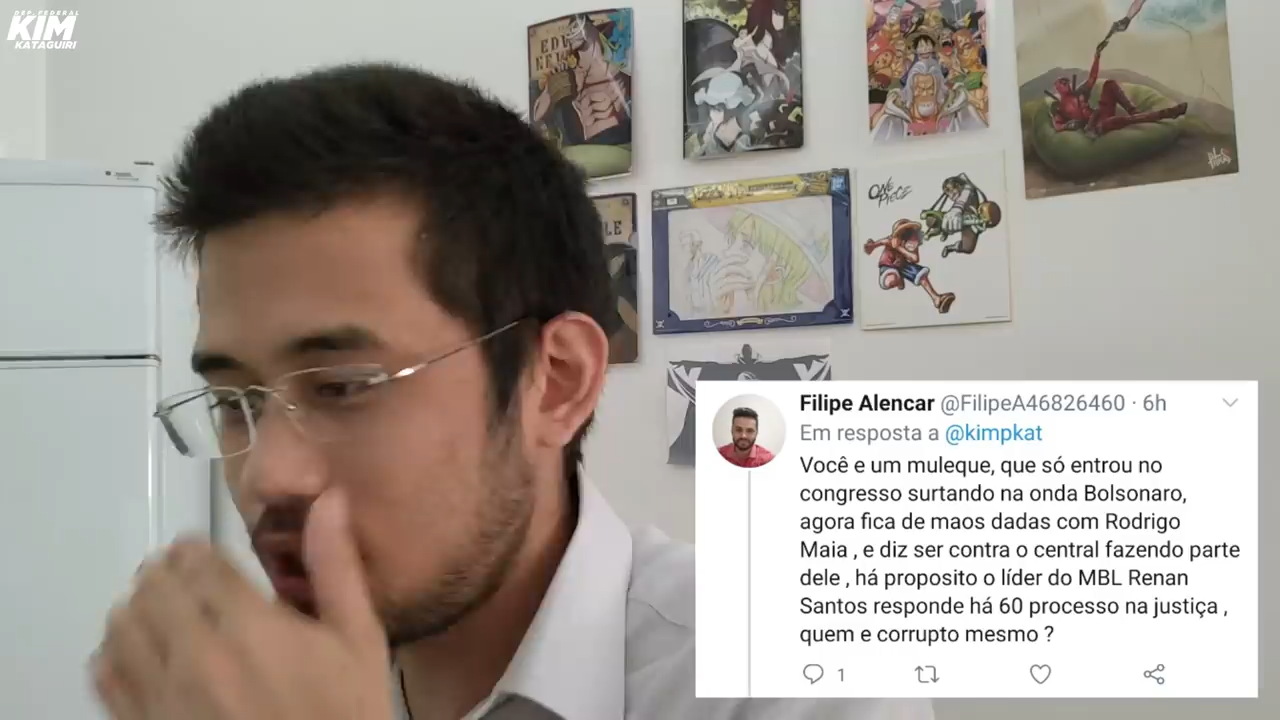 DEP. FEDERAL
KIM
KATAGUIRI
ONE
PIECE
Filipe Alencar @FilipeA46826460 · 6h
Em resposta a @kimpkat
Você e um muleque, que só entrou no
congresso surtando na onda Bolsonaro,
agora fica de maos dadas com Rodrigo
Maia , e diz ser contra o central fazendo parte
dele , há proposito o líder do MBL Renan
Santos responde há 60 processo na justiça ,
quem e corrupto mesmo ?
1